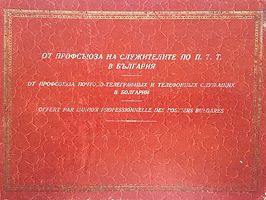 ОТ ПРОФСЪЮЗА НА СЛУЖИТЕЛИТЕ ПО П. Т. Т.
В БЪЛГАРИЯ
ОТ ПРОФСОЮЗА ПОЧТОВО-ТЕЛЕГРАФНЫХ И ТЕЛЕФОННЫХ СЛУЖАЩИХ
В БОЛГАРИИ
OFFERT PAR L'UNION PROFESSIONNELLE DES POSTIERS BULGARES